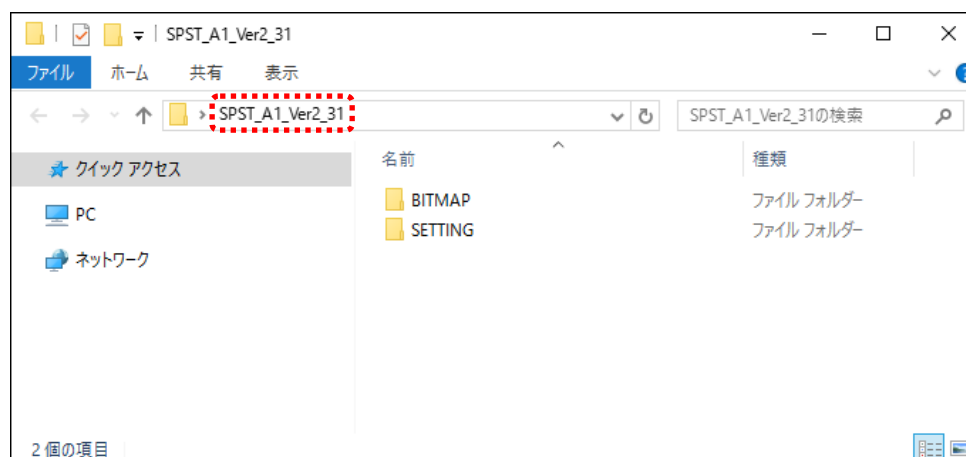 SPST_A1_Ver2_31
ファイル ホーム 共有 表示
SPST_A1_Ver2_31 SPST_A1_Ver2_31の検索
クイック アクセス
PC
ネットワーク
名前 種類
BITMAP ファイル フォルダー
SETTING ファイル フォルダー
2 個の項目